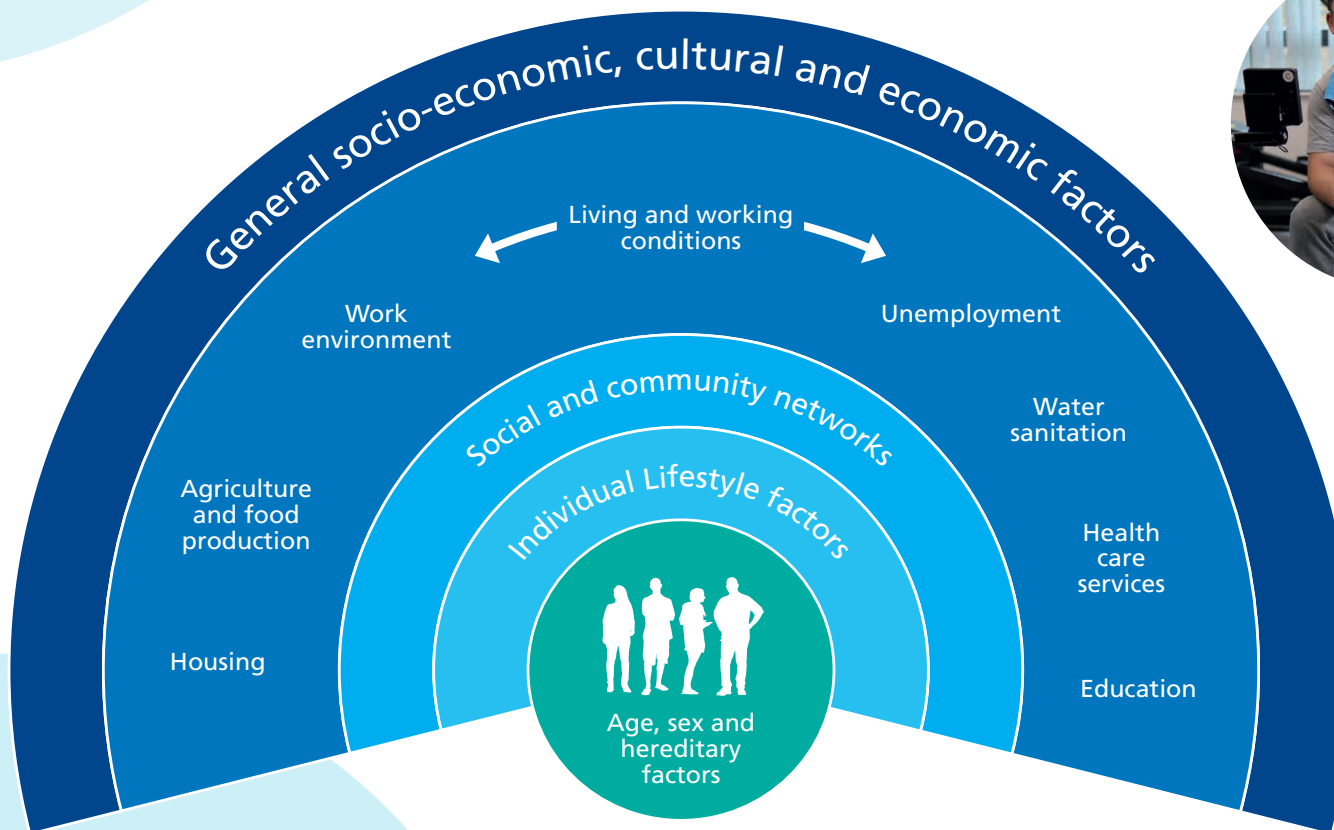 General socio-economic, cultural and economic factors
Living and working
conditions
Work
environment
Unemployment
Social and community networks
Water
sanitation
Individual Lifestyle factors
Agriculture
and food
production
Health
care
services
Housing
Education
Age, sex and
hereditary
factors